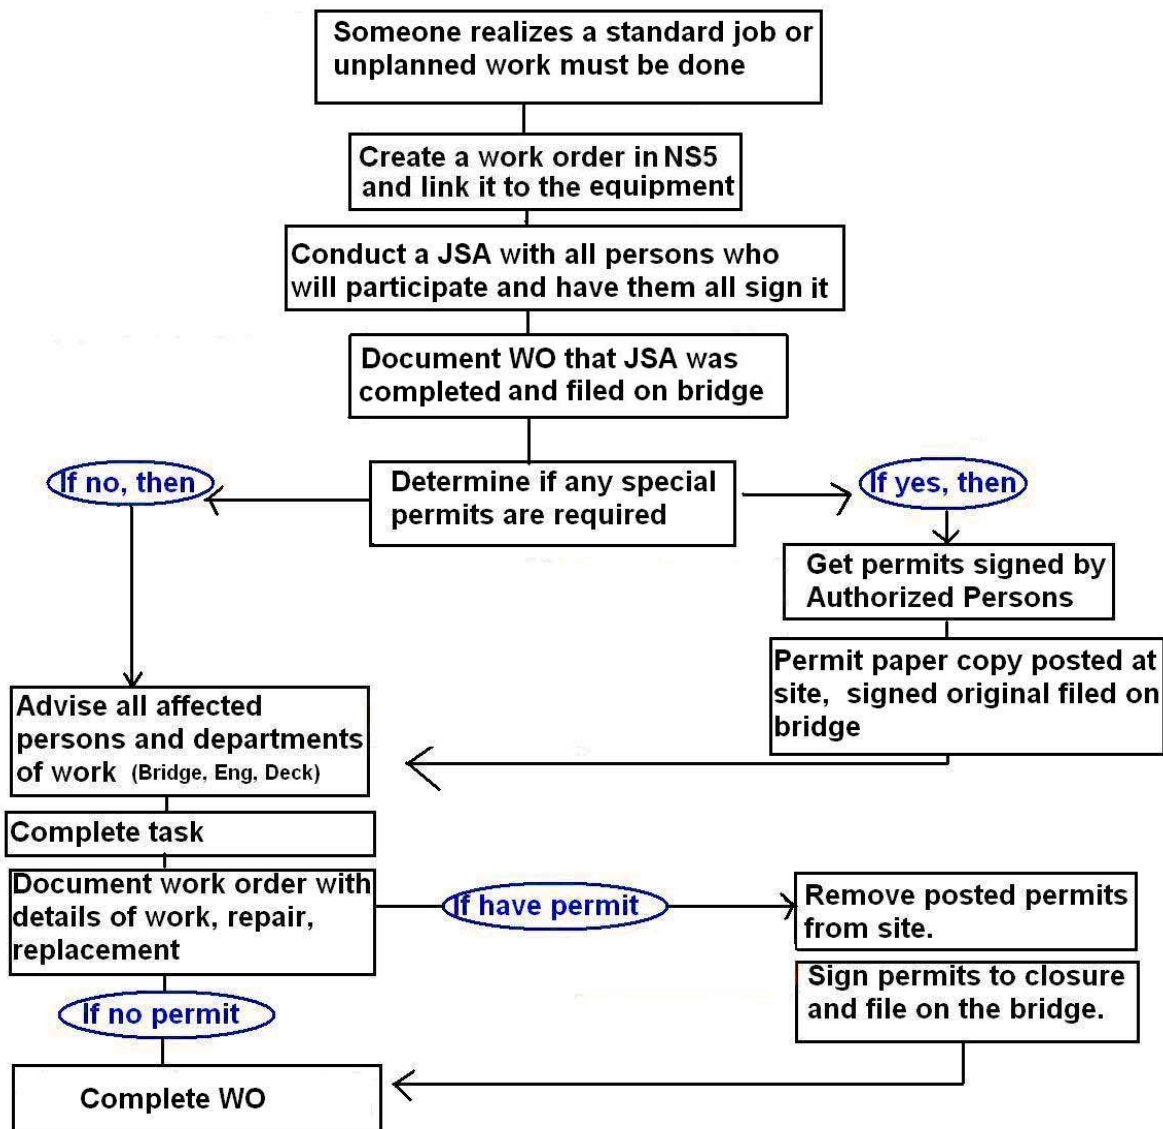 Someone realizes a standard job or
unplanned work must be done
Create a work order in NS5
and link it to the equipment
Conduct a JSA with all persons who
will participate and have them all sign it
Document WO that JSA was
completed and filed on bridge
If no, then
Determine if any special
permits are required
If yes, then
Get permits signed by
Authorized Persons
Permit paper copy posted at
site, signed original filed on
bridge
Advise all affected
persons and departments
of work (Bridge, Eng, Deck)
Complete task
Document work order with
details of work, repair,
replacement
If have permit
Remove posted permits
from site.
Sign permits to closure
and file on the bridge.
If no permit
Complete WO